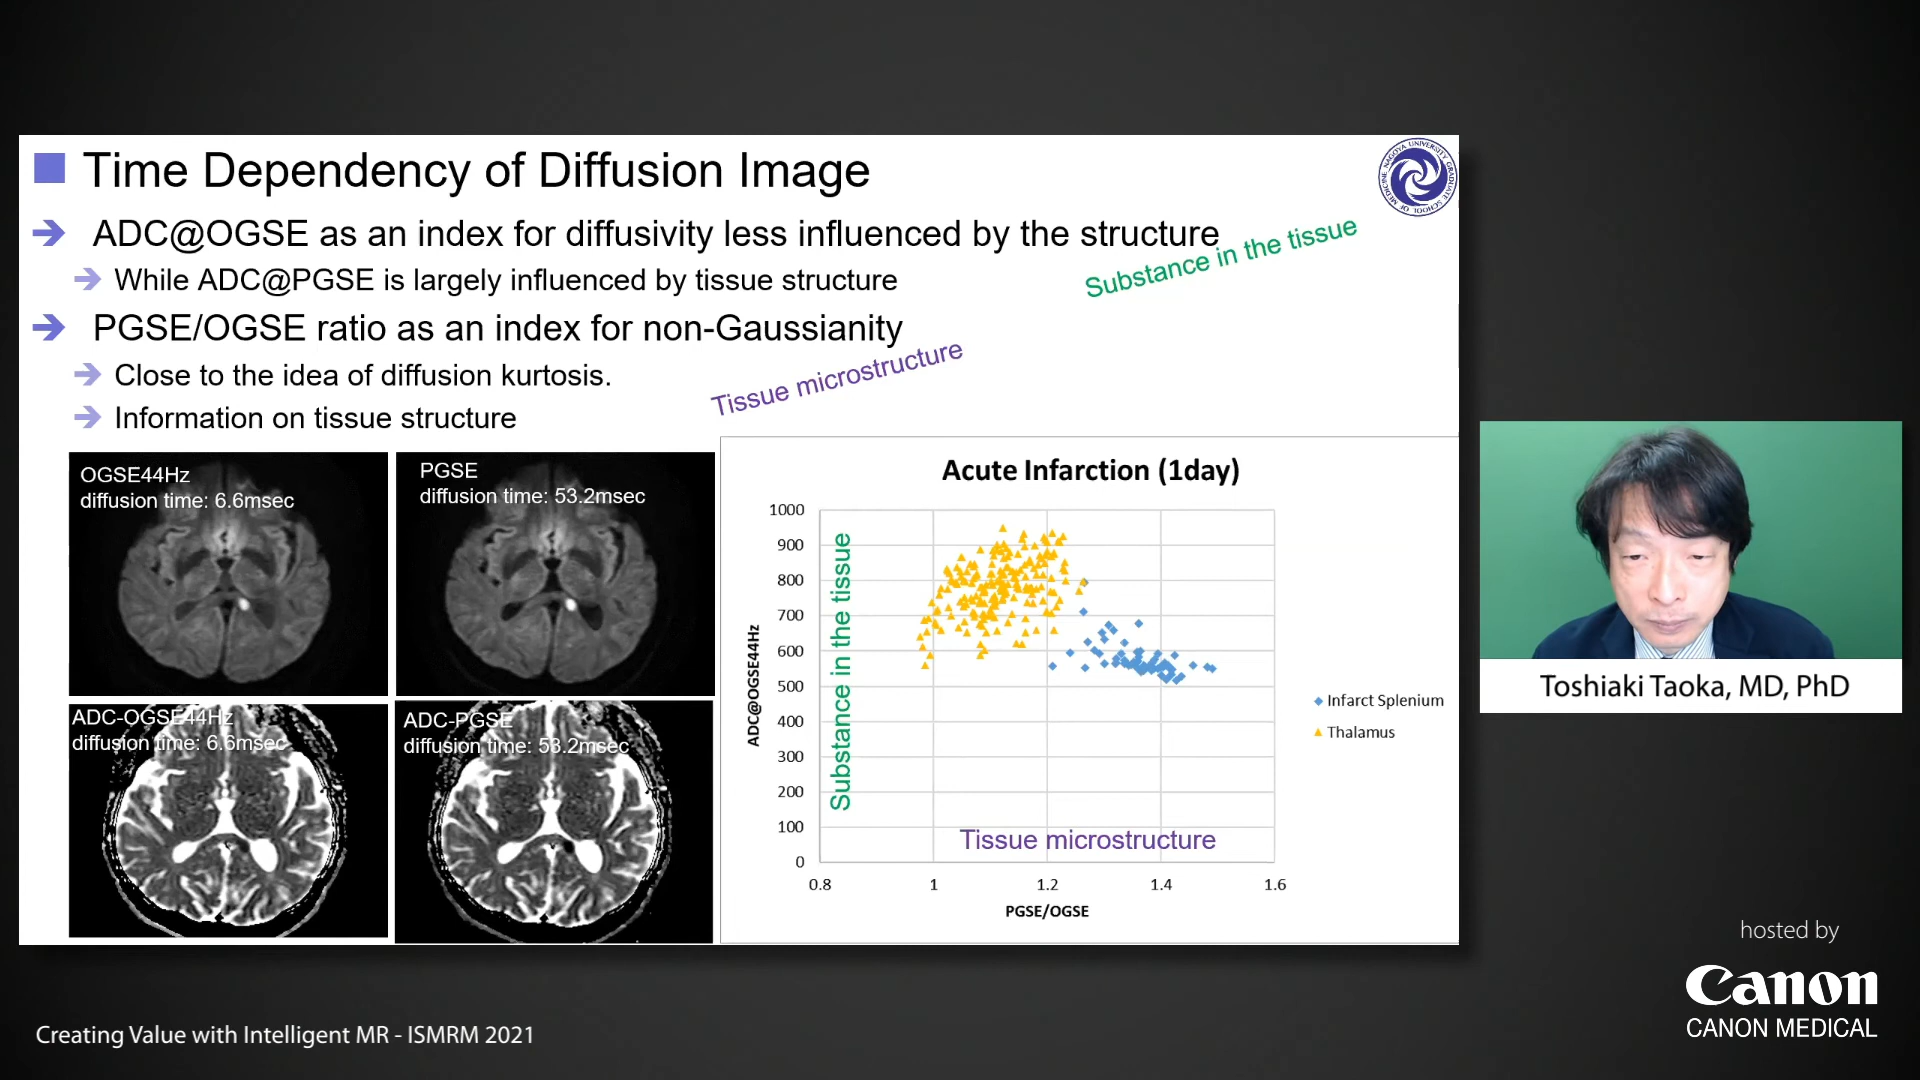 Time Dependency of Diffusion Image
NAGOYA UNIVERSITY GRADUATE SCHOOL OF MEDICINE
ADC@OGSE as an index for diffusivity less influenced by the structure
Substance in the tissue
While ADC@PGSE is largely influenced by tissue structure
PGSE/OGSE ratio as an index for non-Gaussianity
Tissue microstructure
Close to the idea of diffusion kurtosis.
Information on tissue structure
OGSE44Hz
diffusion time: 6.6msec
PGSE
diffusion time: 53.2msec
ADC-OGSE44Hz
diffusion time: 6.6msec
ADC-PGSE
diffusion time: 53.2msec
Acute Infarction (1day)
1000
900
800
700
600
500
400
300
200
100
0
ADC@OGSE44Hz
Substance in the tissue
Tissue microstructure
0.8
1
1.2
1.4
1.6
PGSE/OGSE
Infarct Splenium
Thalamus
Toshiaki Taoka, MD, PhD
hosted by
Canon
CANON MEDICAL
Creating Value with Intelligent MR - ISMRM 2021